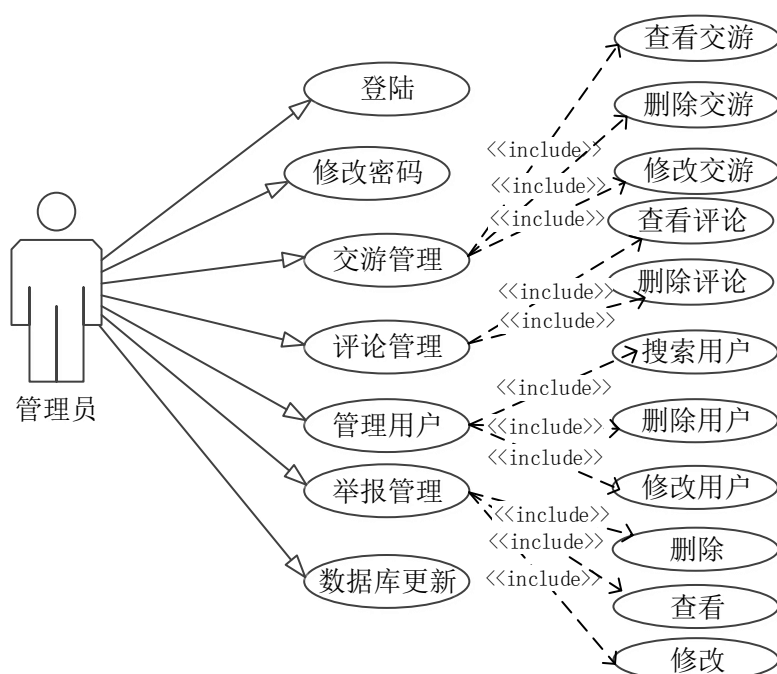 查看交游
登陆
删除交游
<<include>>
修改密码
<<include>>
修改交游
<<include>>
查看评论
交游管理
删除评论
<<include>>
<<include>>
评论管理
搜索用户
<<include>>
管理员
管理用户
<<include>>
删除用户
<<include>>
举报管理
修改用户
<<include>>
<<include>>
删除
数据库更新
<<include>>
查看
修改